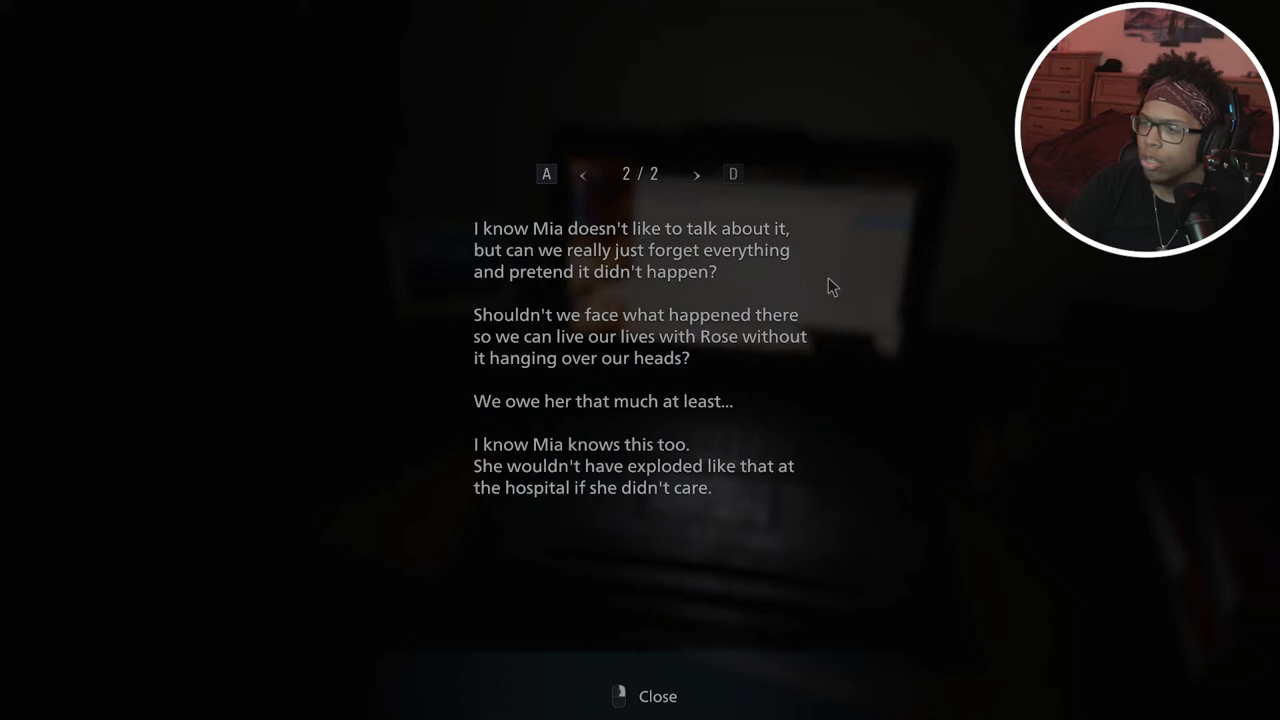 A < 2 / 2 > D
I know Mia doesn't like to talk about it,
but can we really just forget everything
and pretend it didn't happen?
Shouldn't we face what happened there
so we can live our lives with Rose without
it hanging over our heads?
We owe her that much at least...
I know Mia knows this too.
She wouldn't have exploded like that at
the hospital if she didn't care.
Close